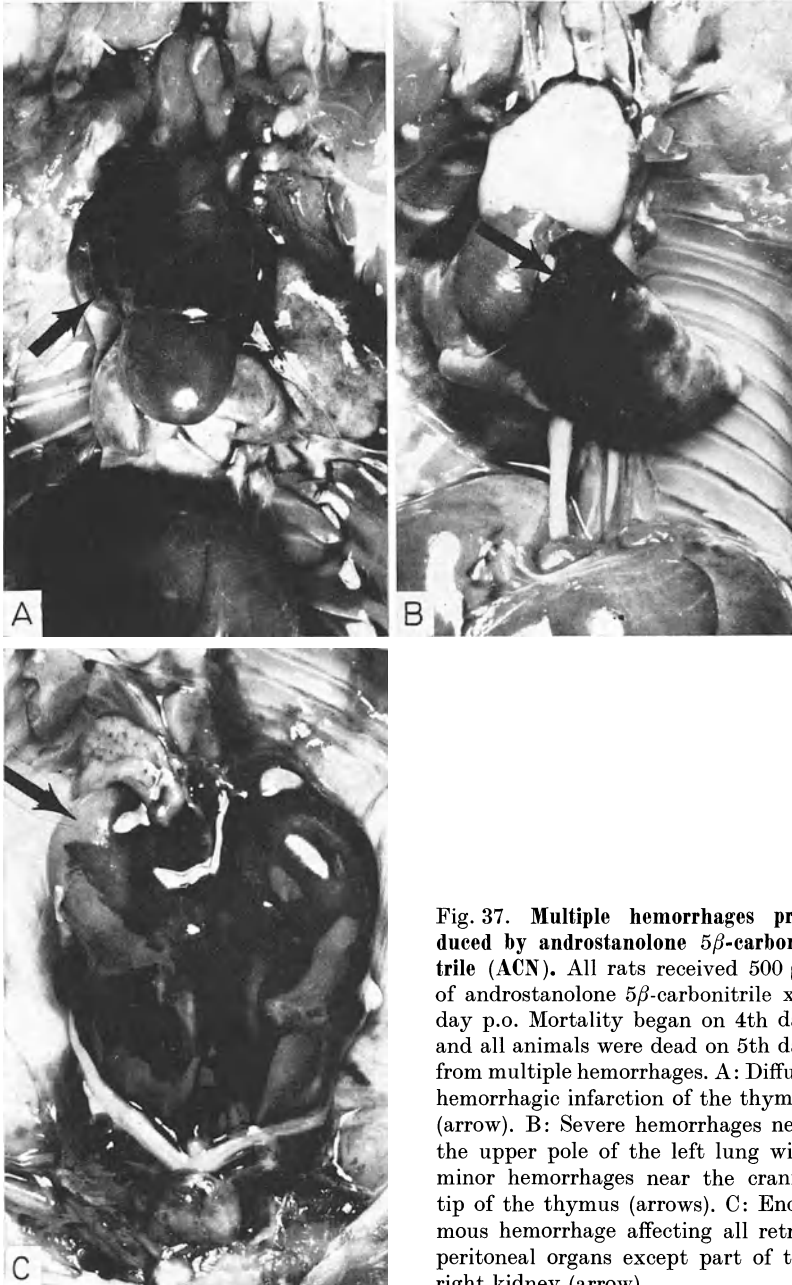 A
B
C
Fig. 37. Multiple hemorrhages pr
duced by androstanolone 5β-carbon
trile (ACN). All rats received 500
of androstanolone 5β-carbonitrile x
day p.o. Mortality began on 4th da
and all animals were dead on 5th da
from multiple hemorrhages. A: Diffu
hemorrhagic infarction of the thym
(arrow). B: Severe hemorrhages ne
the upper pole of the left lung wi
minor hemorrhages near the crani
tip of the thymus (arrows). C: Eno
mous hemorrhage affecting all retr
peritoneal organs except part of t
right kidney (arrow)